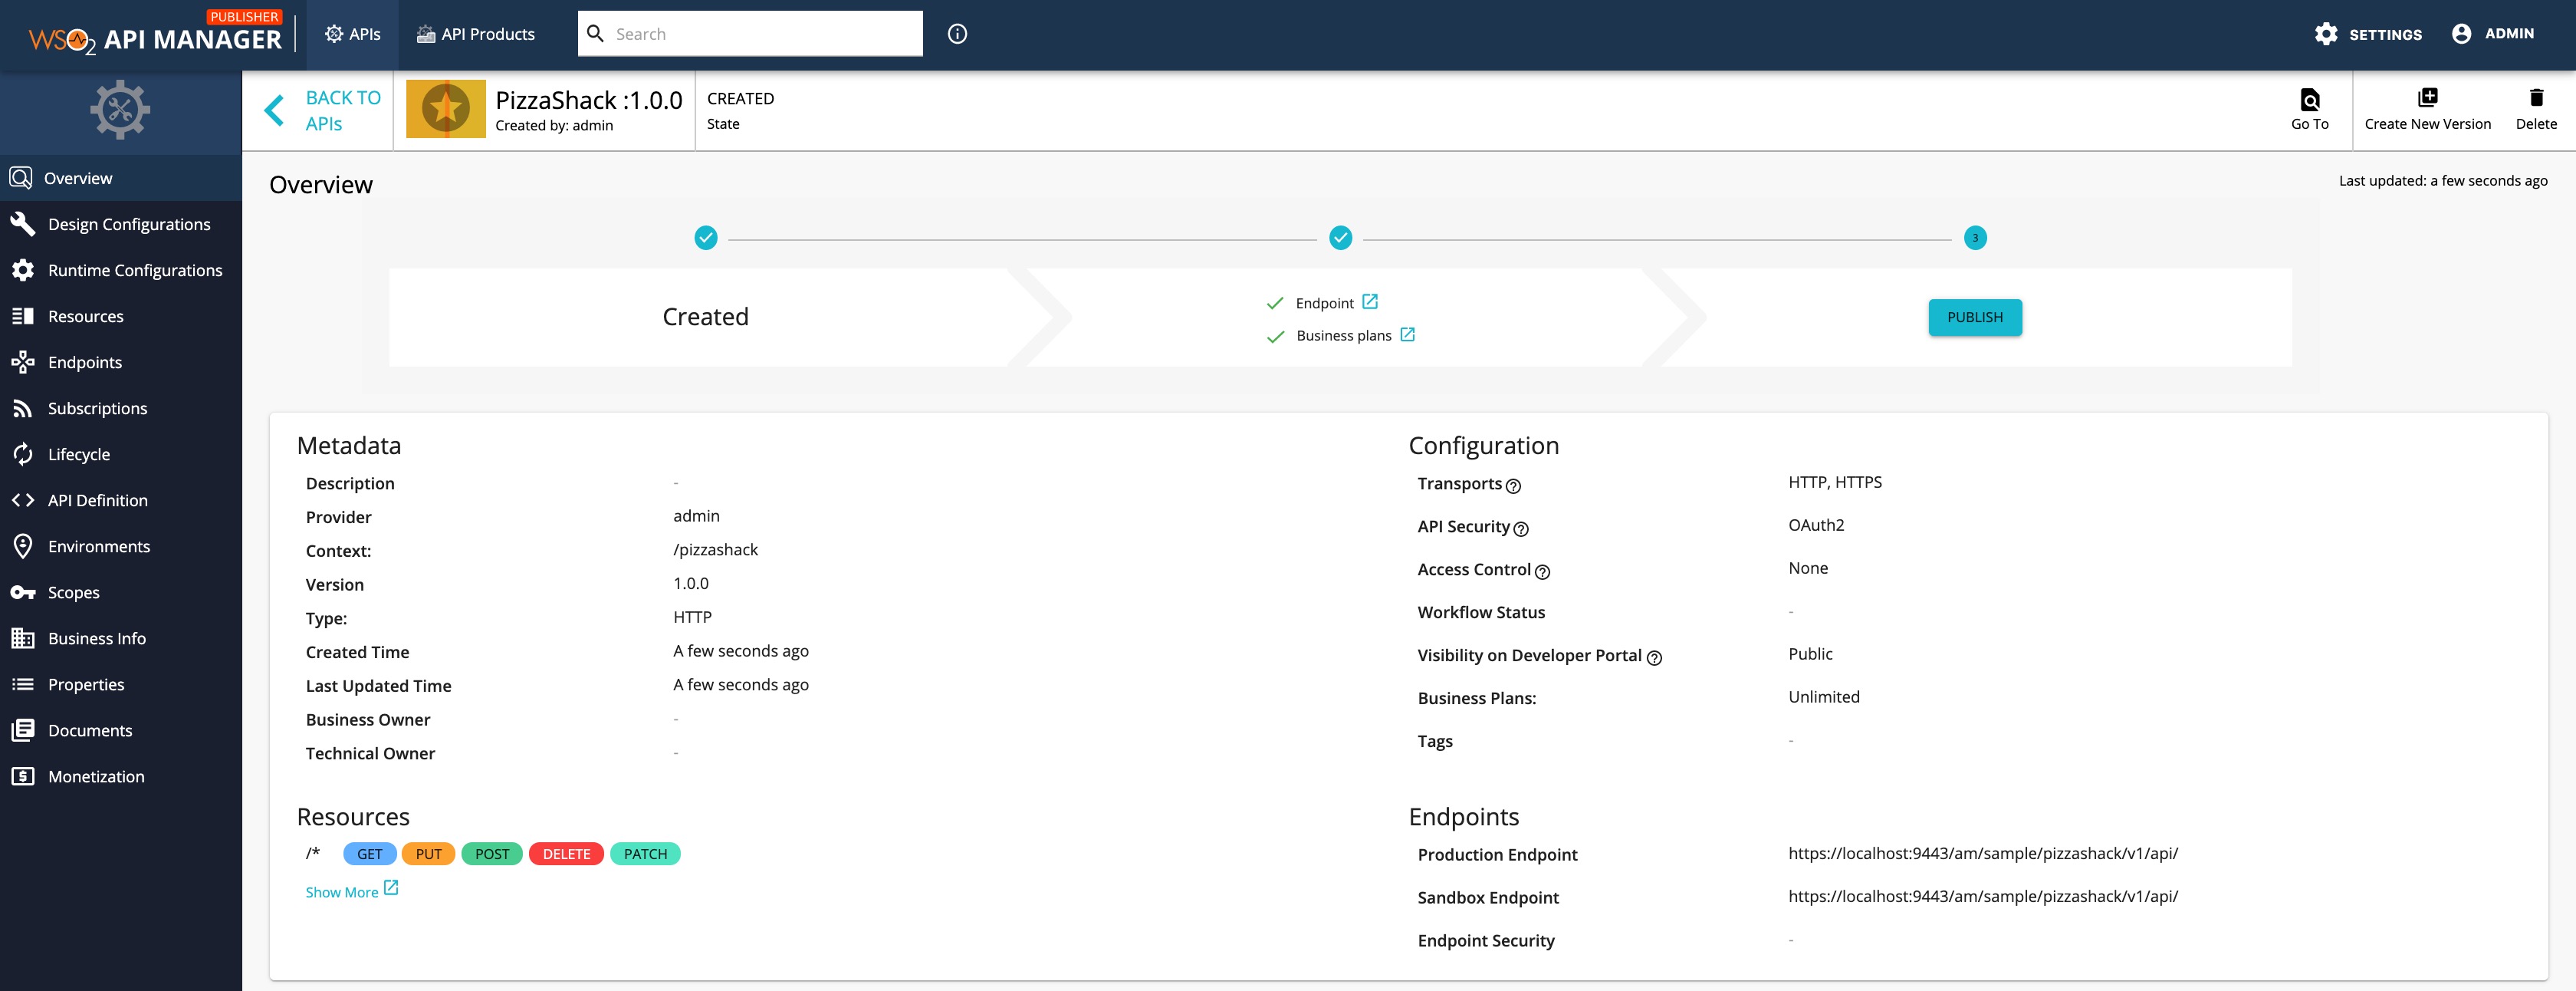 PUBLISHER
WSO2 API MANAGER
APIs
API Products
Search
SETTINGS
ADMIN
BACK TO APIs
PizzaShack :1.0.0
Created by: admin
CREATED
State
Go To
Create New Version
Delete
Overview
Design Configurations
Runtime Configurations
Resources
Endpoints
Subscriptions
Lifecycle
API Definition
Environments
Scopes
Business Info
Properties
Documents
Monetization
Overview
Last updated: a few seconds ago
3
Created
Endpoint
Business plans
PUBLISH
Metadata
Description -
Provider admin
Context: /pizzashack
Version 1.0.0
Type: HTTP
Created Time A few seconds ago
Last Updated Time A few seconds ago
Business Owner -
Technical Owner -
Configuration
Transports HTTP, HTTPS
API Security OAuth2
Access Control None
Workflow Status -
Visibility on Developer Portal Public
Business Plans: Unlimited
Tags -
Resources
/* GET PUT POST DELETE PATCH
Show More
Endpoints
Production Endpoint https://localhost:9443/am/sample/pizzashack/v1/api/
Sandbox Endpoint https://localhost:9443/am/sample/pizzashack/v1/api/
Endpoint Security -